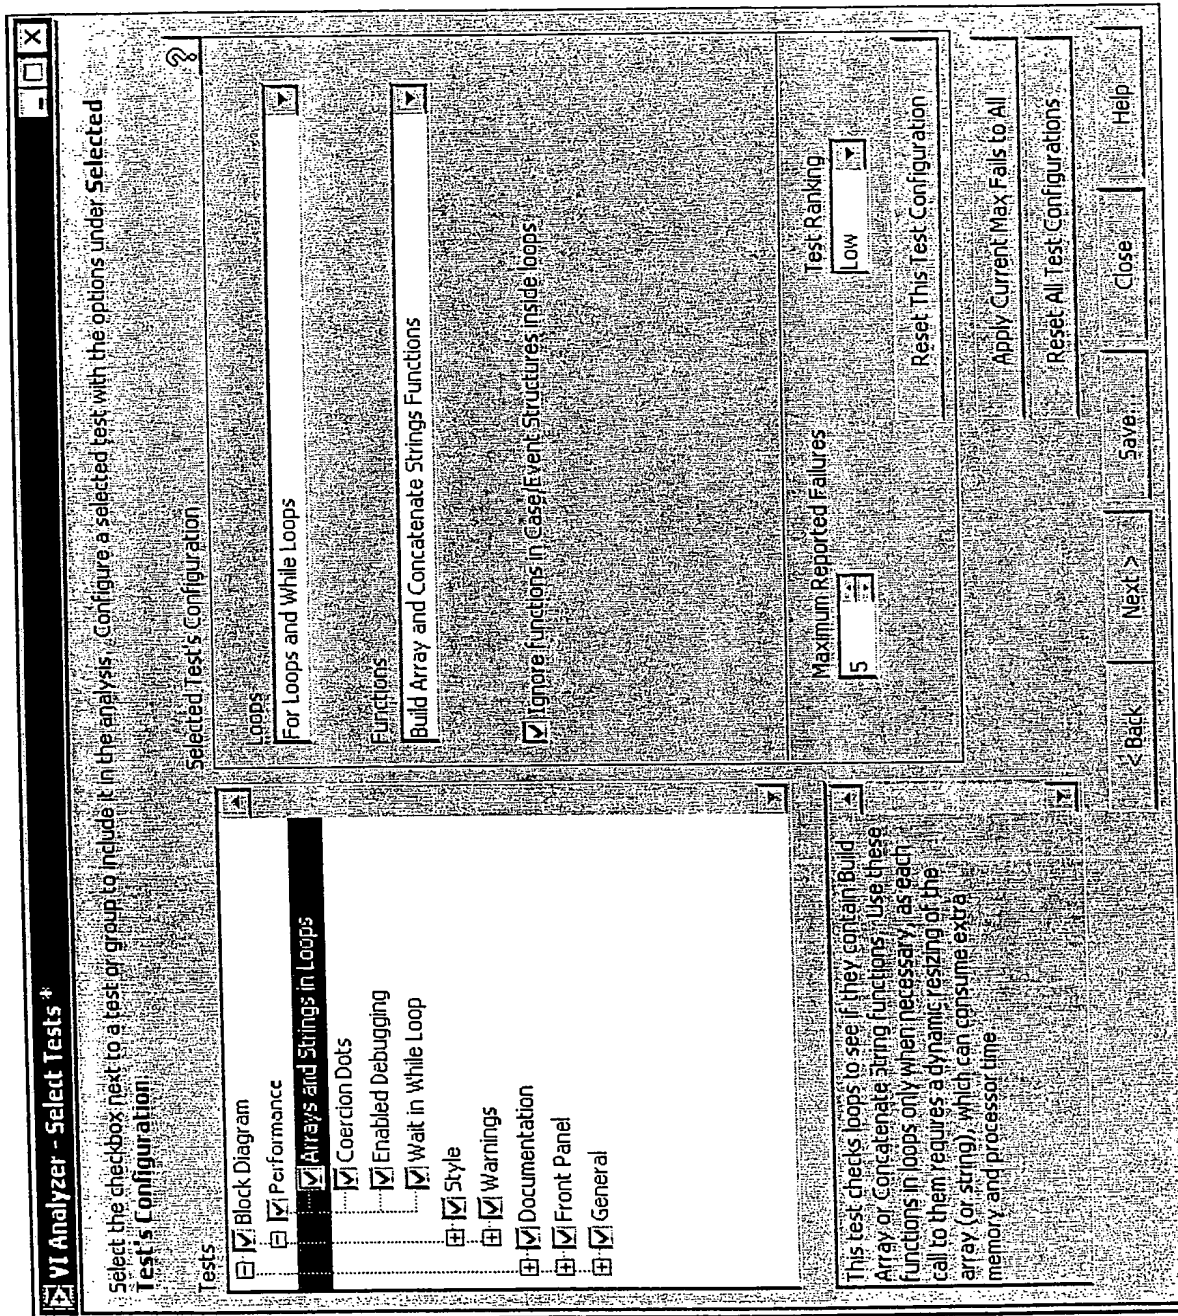 VI Analyzer - Select Tests *
Select the checkbox next to a test or group to include it in the analysis. Configure a selected test with the options under Selected
Test's Configuration.
Tests
Block Diagram
Performance
Arrays and Strings in Loops
Coercion Dots
Enabled Debugging
Wait in While Loop
Style
Warnings
Documentation
Front Panel
General
This test checks loops to see if they contain Build
Array or Concatenate String functions. Use these
functions in loops only when necessary, as each
call to them requires a dynamic resizing of the
array (or string), which can consume extra
memory and processor time
Selected Test's Configuration
?
Loops
For Loops and While Loops
Functions
Build Array and Concatenate Strings Functions
Ignore functions in Case/Event Structures inside loops
Maximum Reported Failures
5
Test Ranking
Low
Reset This Test Configuration
Apply Current Max Fails to All
Reset All Test Configurations
< Back
Next >
Save...
Close
Help